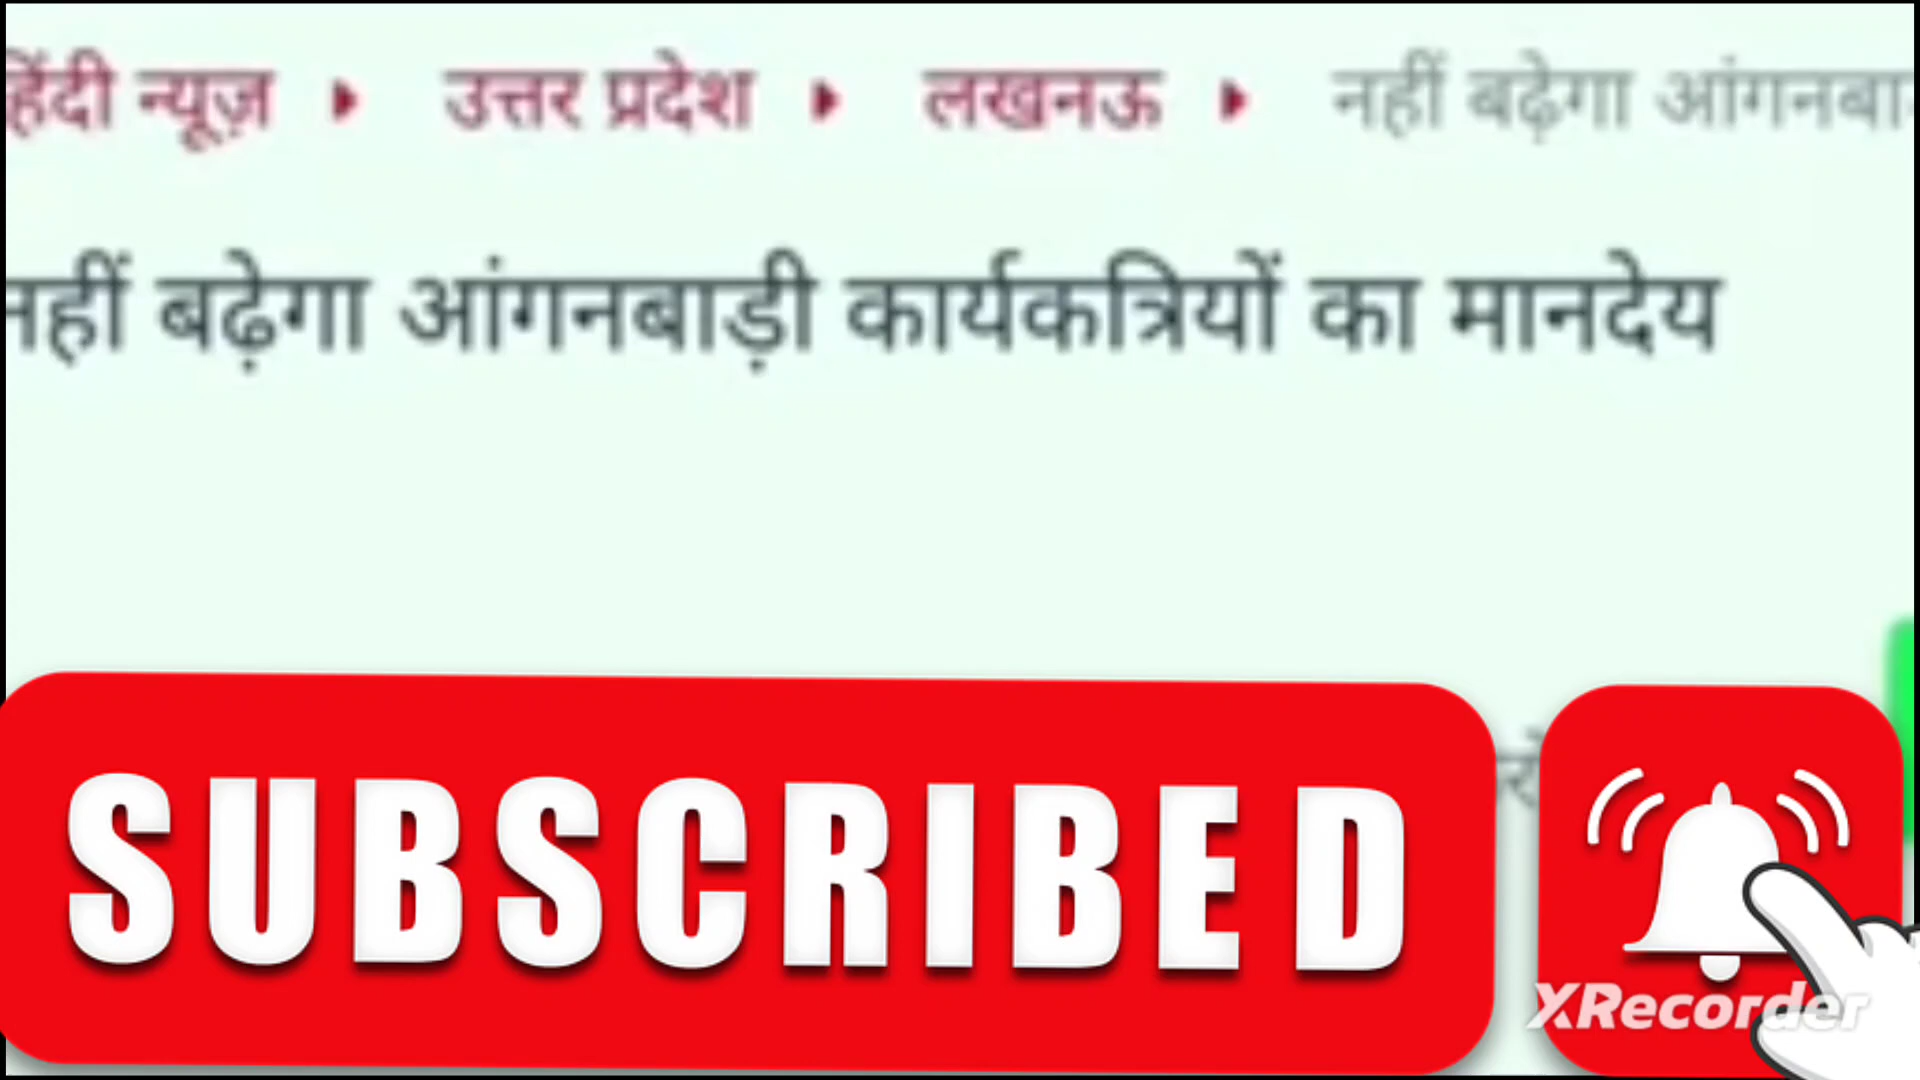 हिंदी न्यूज़ उत्तर प्रदेश लखनऊ नहीं बढ़ेगा
नहीं बढ़ेगा आंगनबाड़ी कार्यकत्रियों का मानदेय
SUBSCRIBED
XRecorder